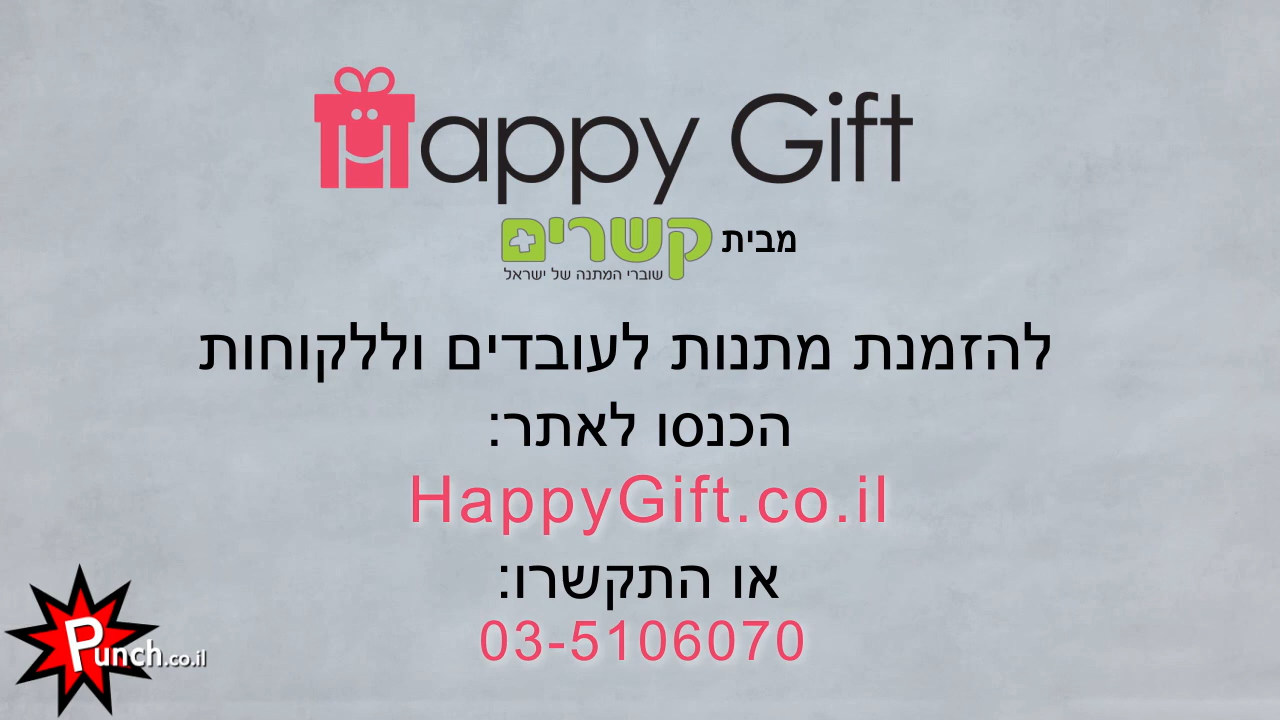 Happy Gift
מבית קשרים
שוברי המתנה של ישראל
להזמנת מתנות לעובדים וללקוחות
הכנסו לאתר:
HappyGift.co.il
או התקשרו:
03-5106070
Punch.co.il